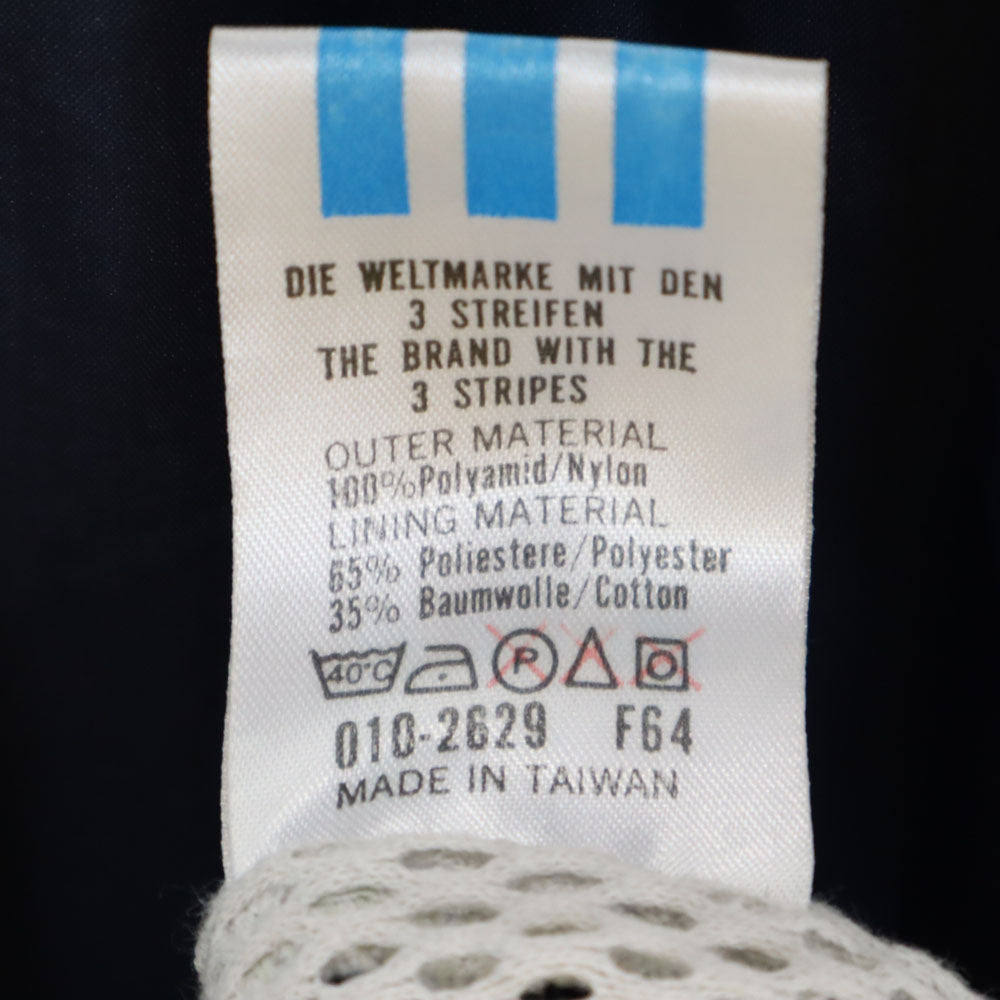 DIE WELTMARKE MIT DEN
3 STREIFEN
THE BRAND WITH THE
3 STRIPES
OUTER MATERIAL
100% Polyamid/Nylon
LINING MATERIAL
65% Poliestere/Polyester
35% Baumwolle/Cotton
40°C P
010-2629 F64
MADE IN TAIWAN